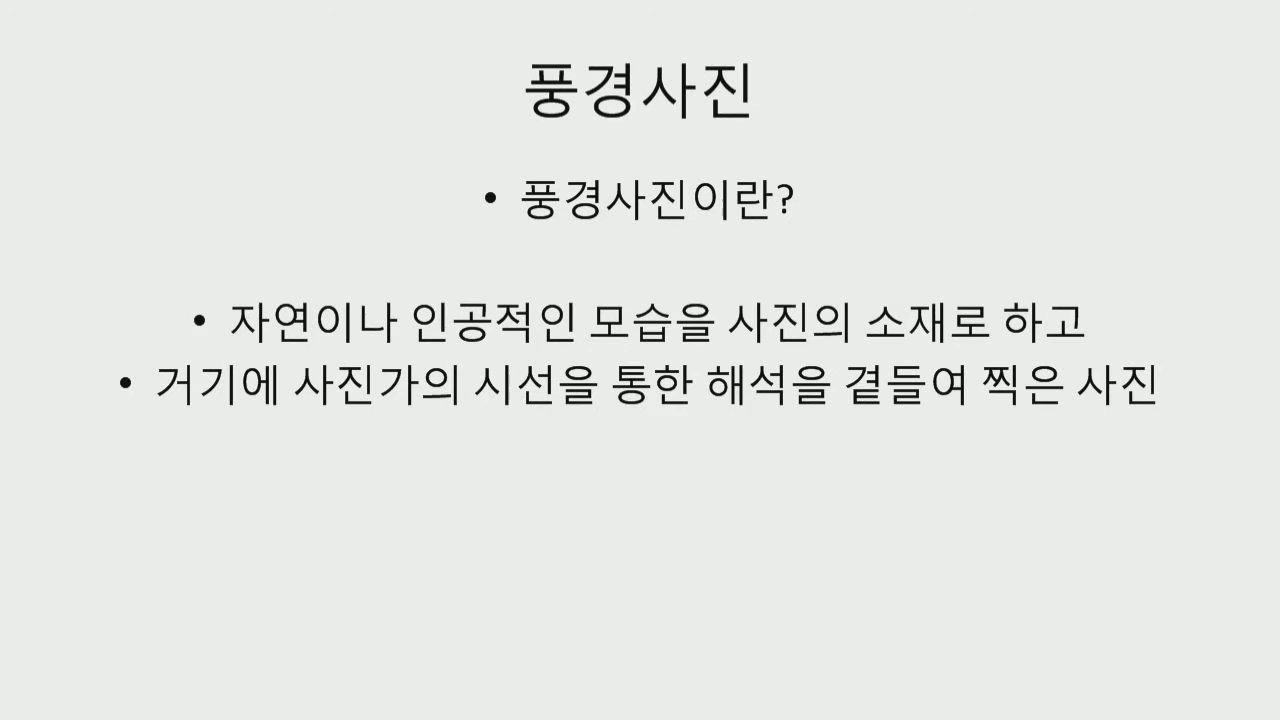 풍경사진
• 풍경사진이란?
• 자연이나 인공적인 모습을 사진의 소재로 하고
• 거기에 사진가의 시선을 통한 해석을 곁들여 찍은 사진